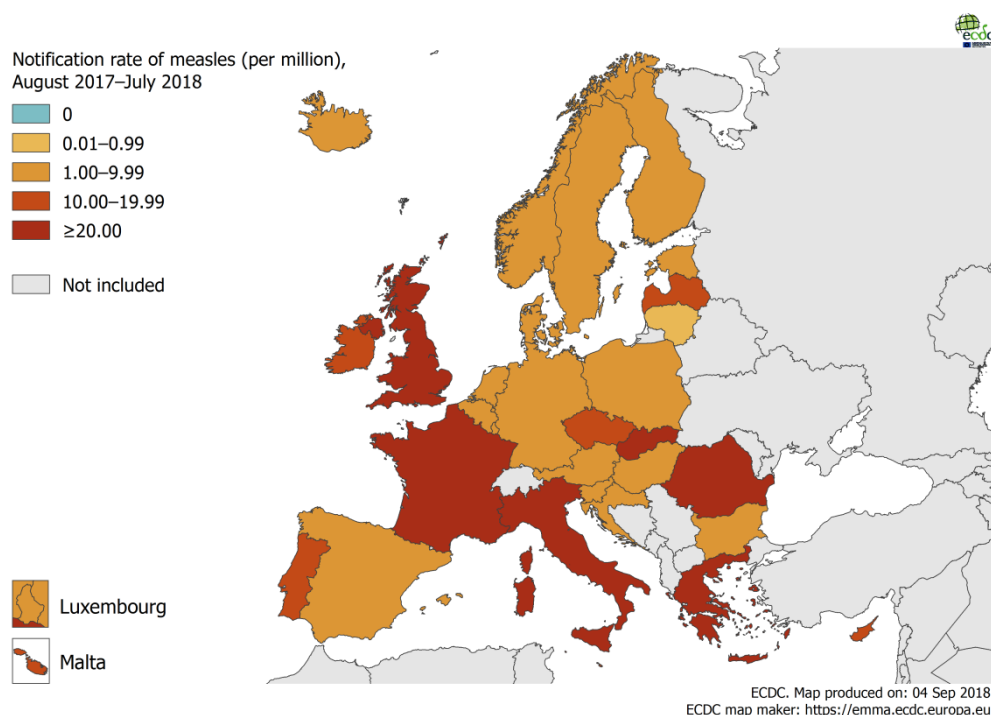 ecdc
Notification rate of measles (per million),
August 2017–July 2018
0
0.01–0.99
1.00–9.99
10.00–19.99
≥20.00
Not included
Luxembourg
Malta
ECDC. Map produced on: 04 Sep 2018
ECDC map maker: https://emma.ecdc.europa.eu